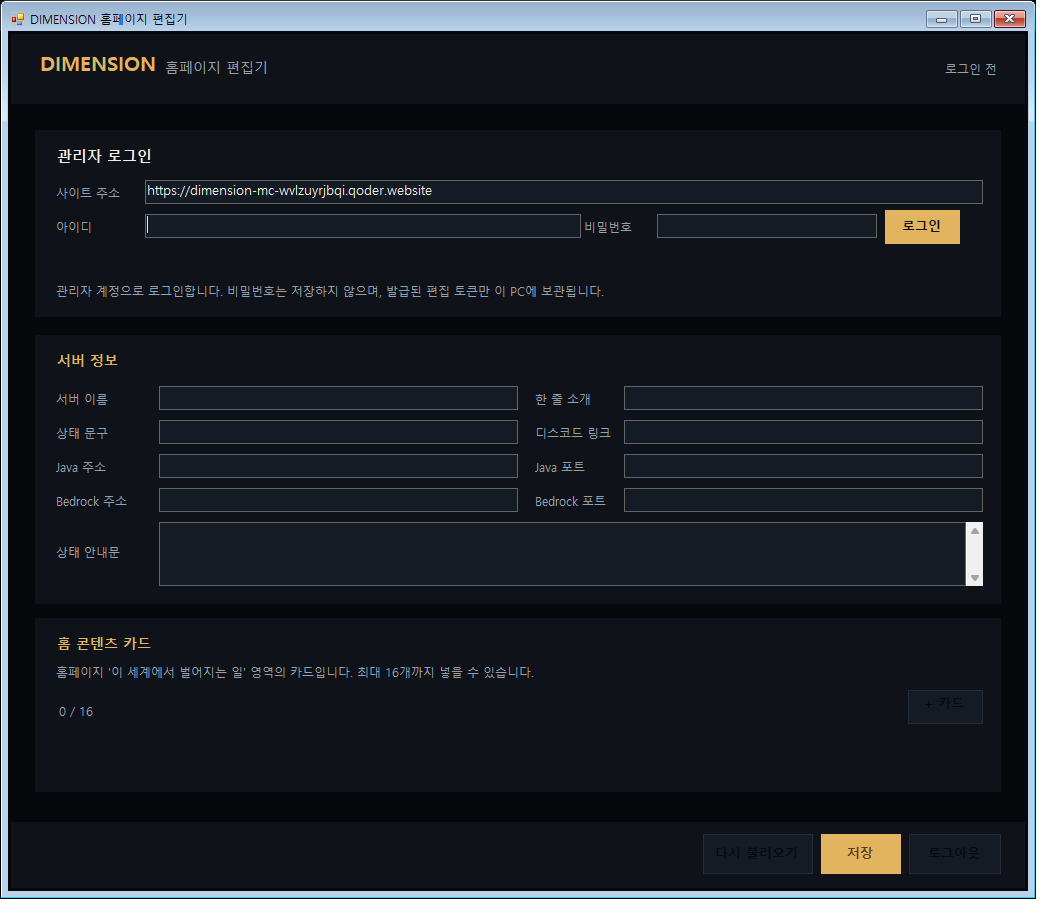 DIMENSION 홈페이지 편집기
DIMENSION 홈페이지 편집기
로그인 전
관리자 로그인
사이트 주소 https://dimension-mc-wvlzuyrjbqi.qoder.website
아이디 비밀번호 로그인
관리자 계정으로 로그인합니다. 비밀번호는 저장하지 않으며, 발급된 편집 토큰만 이 PC에 보관됩니다.
서버 정보
서버 이름 한 줄 소개
상태 문구 디스코드 링크
Java 주소 Java 포트
Bedrock 주소 Bedrock 포트
상태 안내문
홈 콘텐츠 카드
홈페이지 '이 세계에서 벌어지는 일' 영역의 카드입니다. 최대 16개까지 넣을 수 있습니다.
0 / 16 + 카드
다시 불러오기 저장 로그아웃